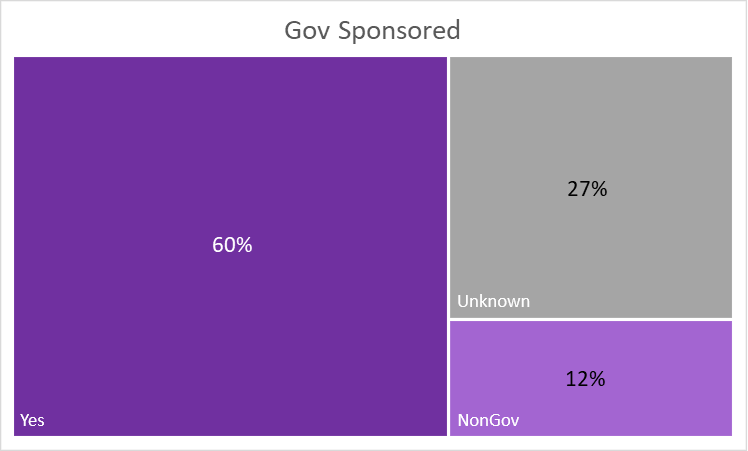 Gov Sponsored
60%
Yes
27%
Unknown
12%
NonGov